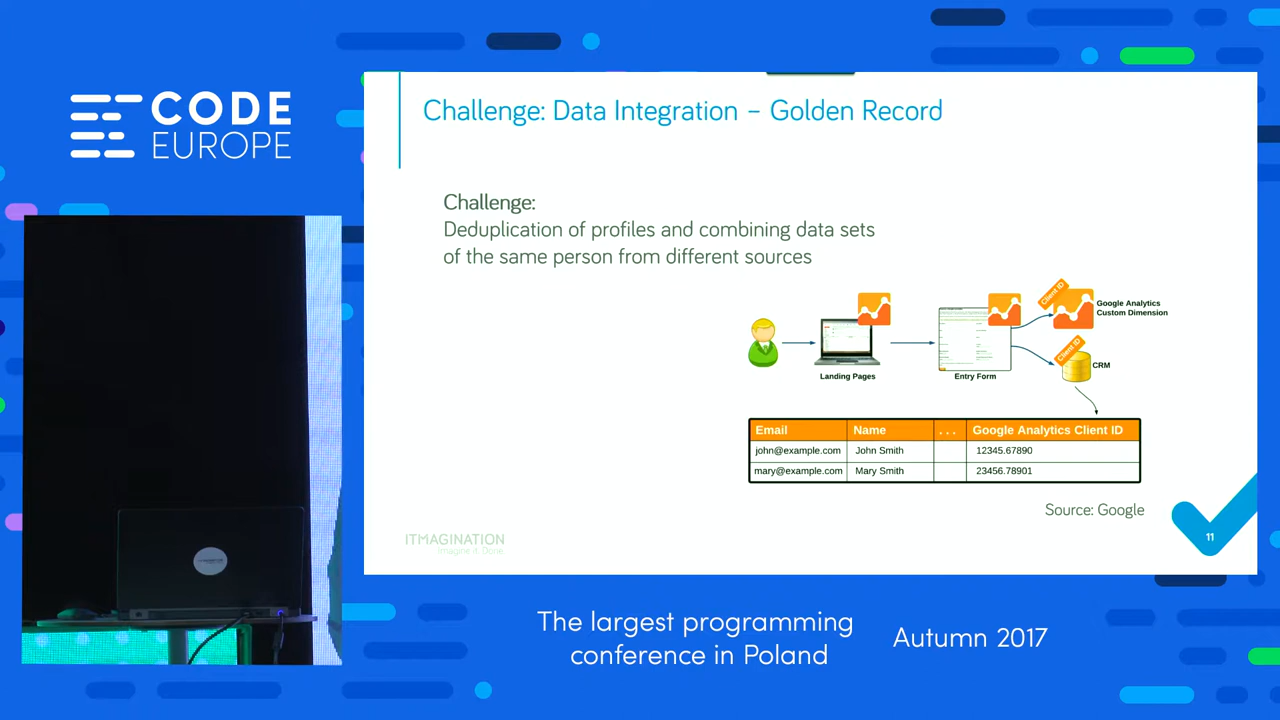 CODE
EUROPE
Challenge: Data Integration – Golden Record
Challenge:
Deduplication of profiles and combining data sets
of the same person from different sources
Client ID
Google Analytics
Custom Dimension
Client ID
CRM
Landing Pages
Entry Form
Email Name ... Google Analytics Client ID
john@example.com John Smith 12345.67890
mary@example.com Mary Smith 23456.78901
Source: Google
ITMAGINATION
Imagine it. Done.
11
The largest programming
conference in Poland
Autumn 2017